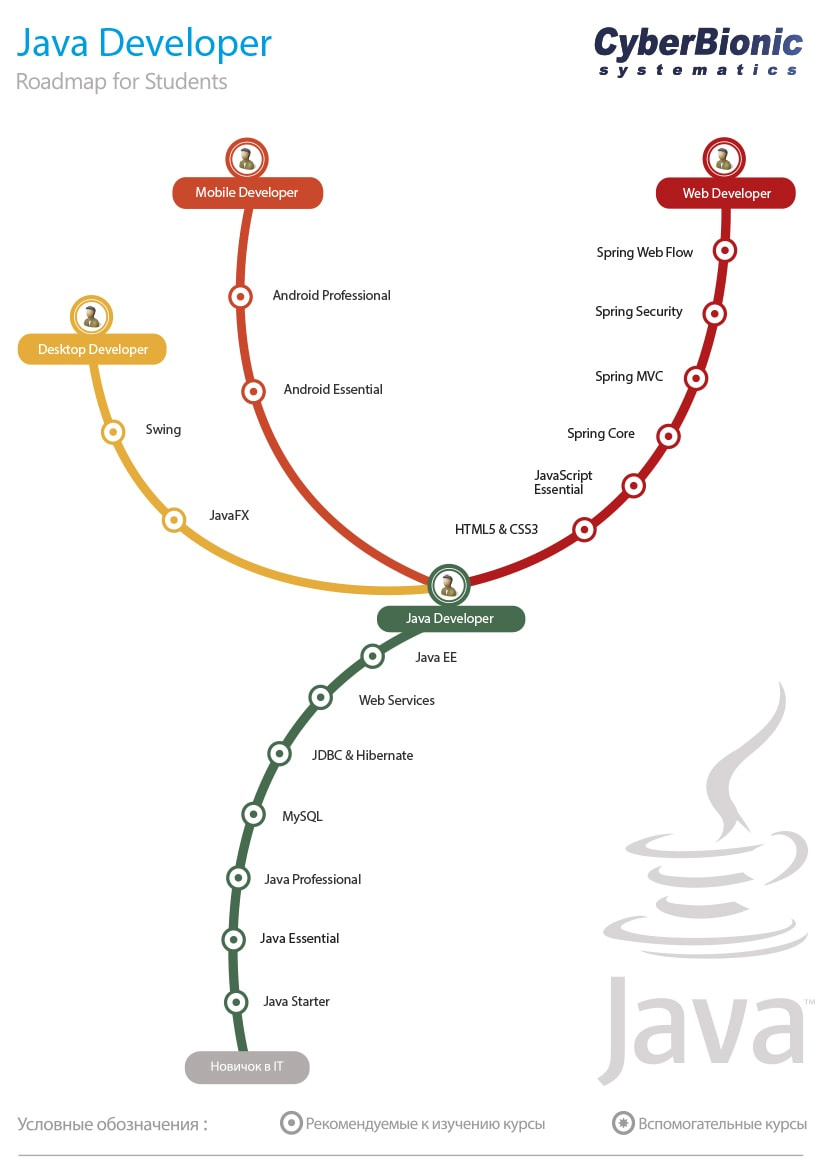 Java Developer
Roadmap for Students
CyberBionic
systematics
Mobile Developer
Web Developer
Spring Web Flow
Android Professional
Spring Security
Desktop Developer
Spring MVC
Android Essential
Swing
Spring Core
JavaScript
Essential
JavaFX
HTML5 & CSS3
Java Developer
Java EE
Web Services
JDBC & Hibernate
MySQL
Java Professional
Java Essential
Java Starter
Java™
Новичок в IT
Условные обозначения :
Рекомендуемые к изучению курсы
Вспомогательные курсы